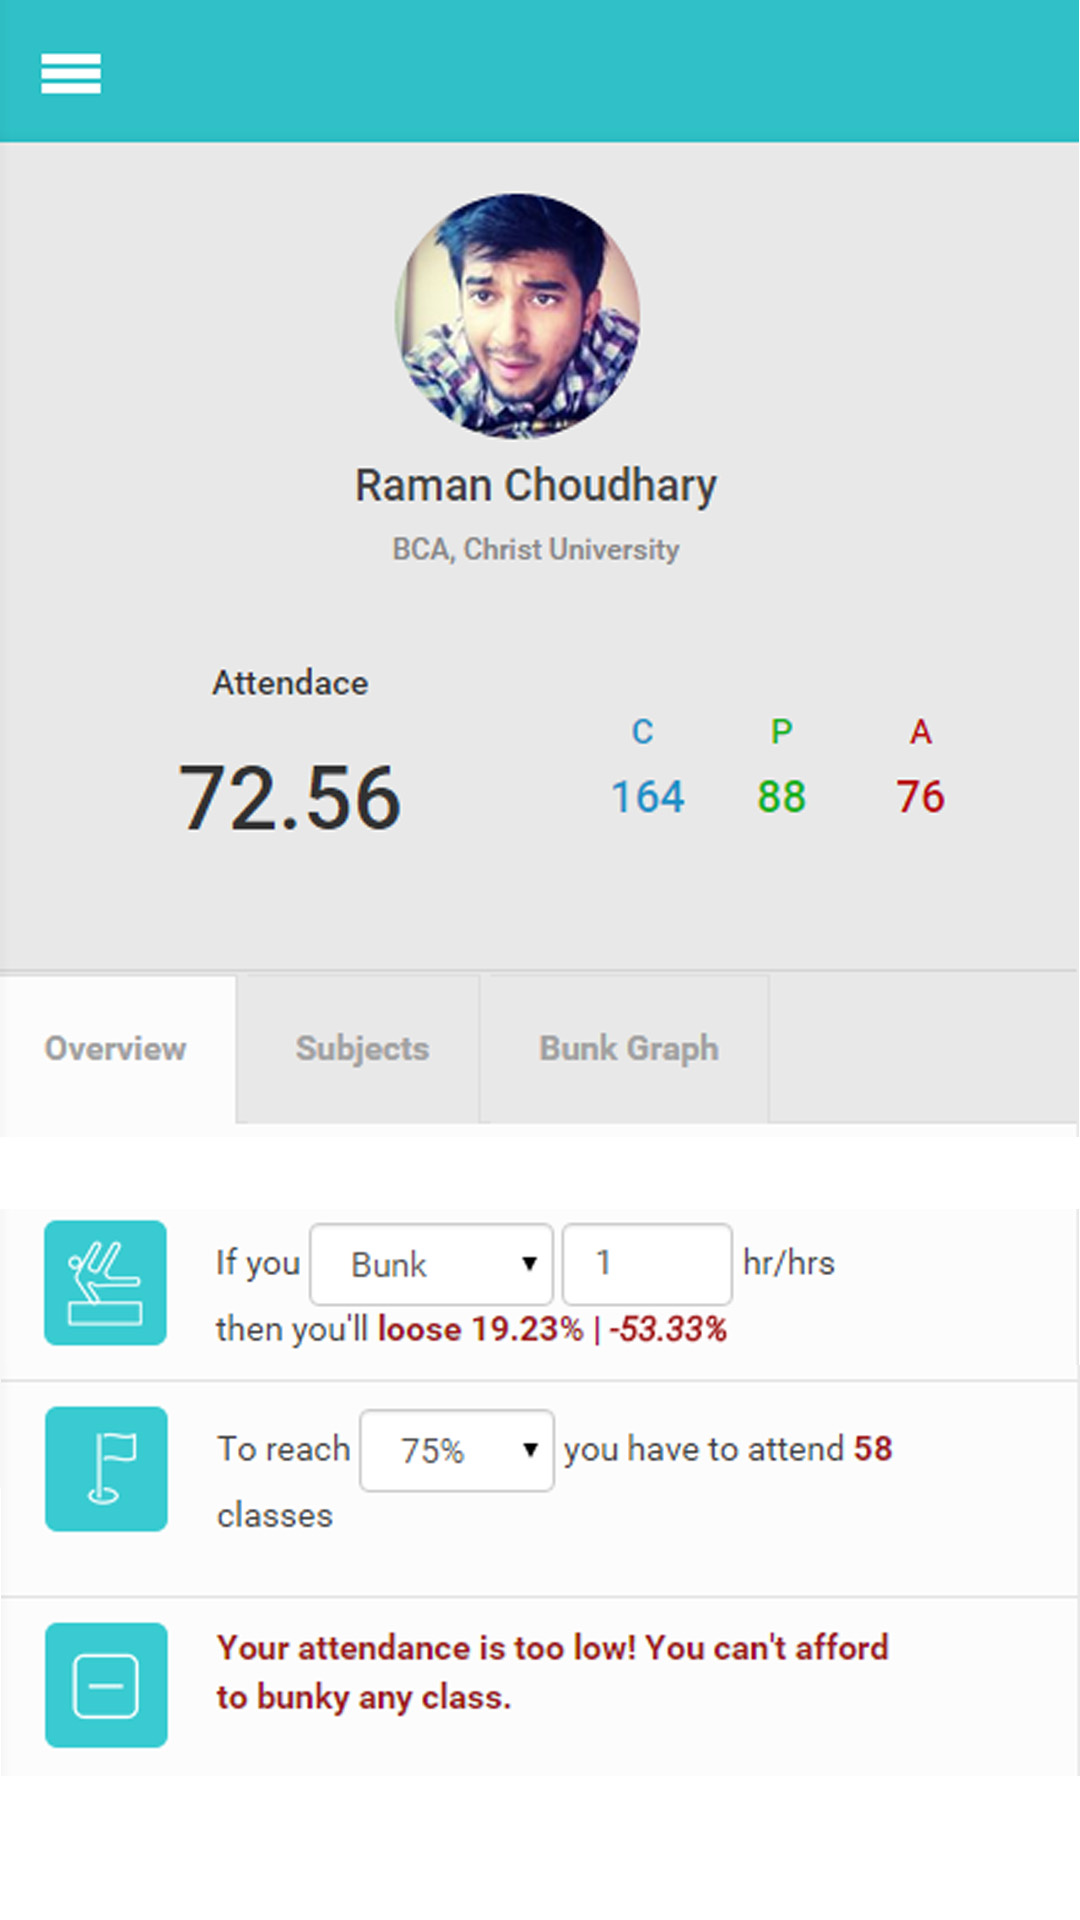 Raman Choudhary
BCA, Christ University
Attendace
C P A
72.56
164 88 76
Overview Subjects Bunk Graph
If you Bunk 1 hr/hrs
then you'll loose 19.23% | -53.33%
To reach 75% you have to attend 58
classes
Your attendance is too low! You can't afford
to bunky any class.